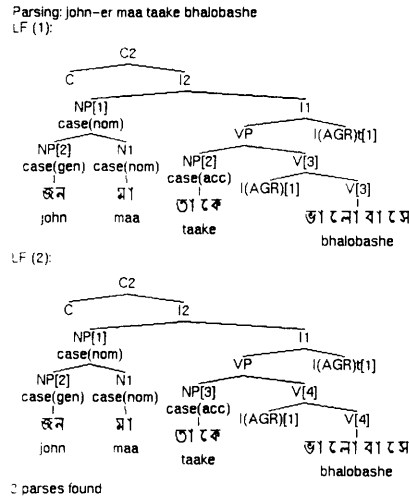 Parsing: john-er maa taake bhalobashe
LF (1):
C2
C I2
NP[1] I1
case(nom)
VP I(AGR)t[1]
NP[2] N1 NP[2] V[3]
case(gen) case(nom) case(acc) I(AGR)[1] V[3]
জন মা তাকে ভালোবাসে
john maa taake bhalobashe
LF (2):
C2
C I2
NP[1] I1
case(nom)
VP I(AGR)t[1]
NP[2] N1 NP[3] V[4]
case(gen) case(nom) case(acc) I(AGR)[1] V[4]
জন মা তাকে ভালোবাসে
john maa taake bhalobashe
2 parses found